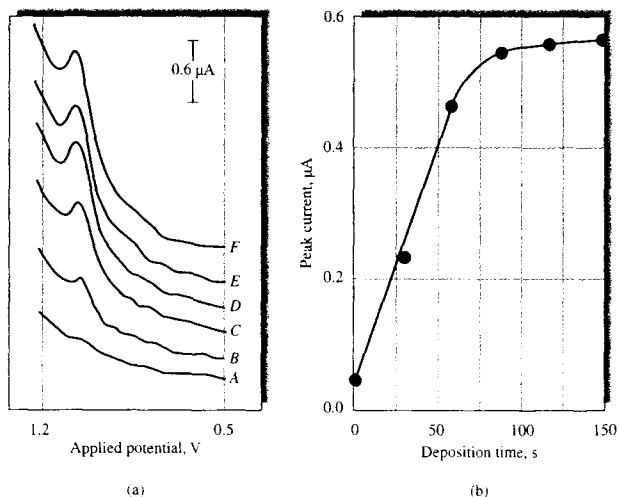 0.6 μA
F
E
D
C
B
A
1.2
0.5
Applied potential, V
(a)
0.6
0.4
0.2
0.0
Peak current, μA
0
50
100
150
Deposition time, s
(b)